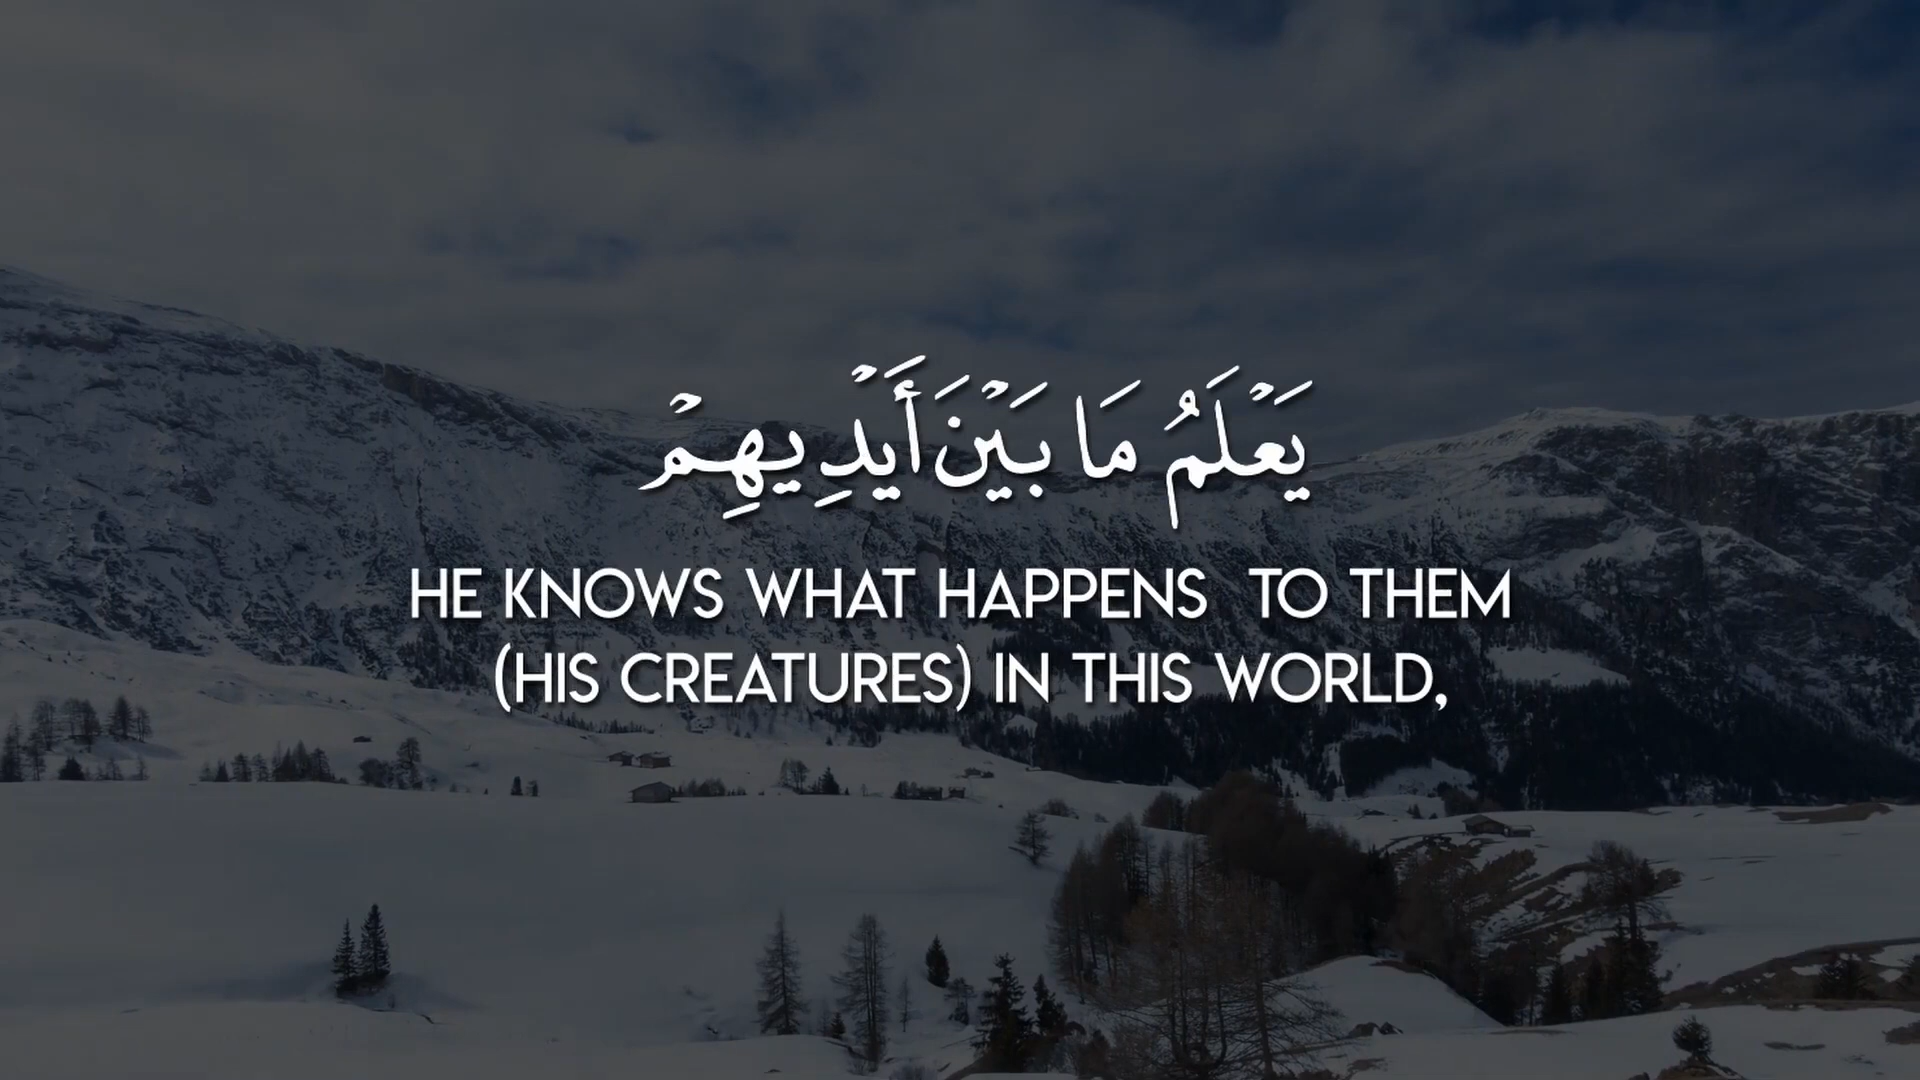 يَعْلَمُ مَا بَيْنَ أَيْدِيهِمْ
HE KNOWS WHAT HAPPENS TO THEM
(HIS CREATURES) IN THIS WORLD,